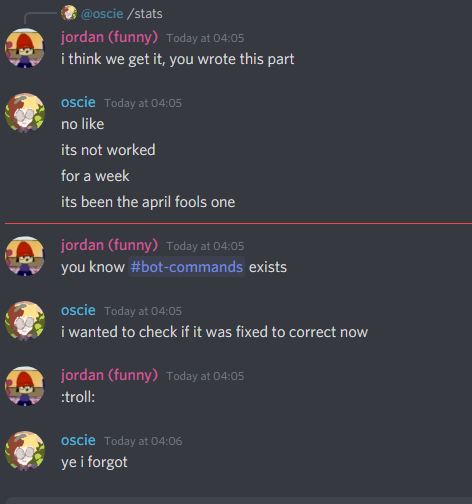 @oscie /stats
jordan (funny) Today at 04:05
i think we get it, you wrote this part
oscie Today at 04:05
no like
its not worked
for a week
its been the april fools one
jordan (funny) Today at 04:05
you know #bot-commands exists
oscie Today at 04:05
i wanted to check if it was fixed to correct now
jordan (funny) Today at 04:05
:troll:
oscie Today at 04:06
ye i forgot